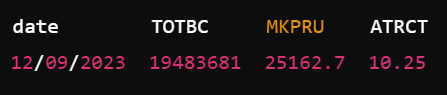 date TOTBC MKPRU ATRCT
12/09/2023 19483681 25162.7 10.25